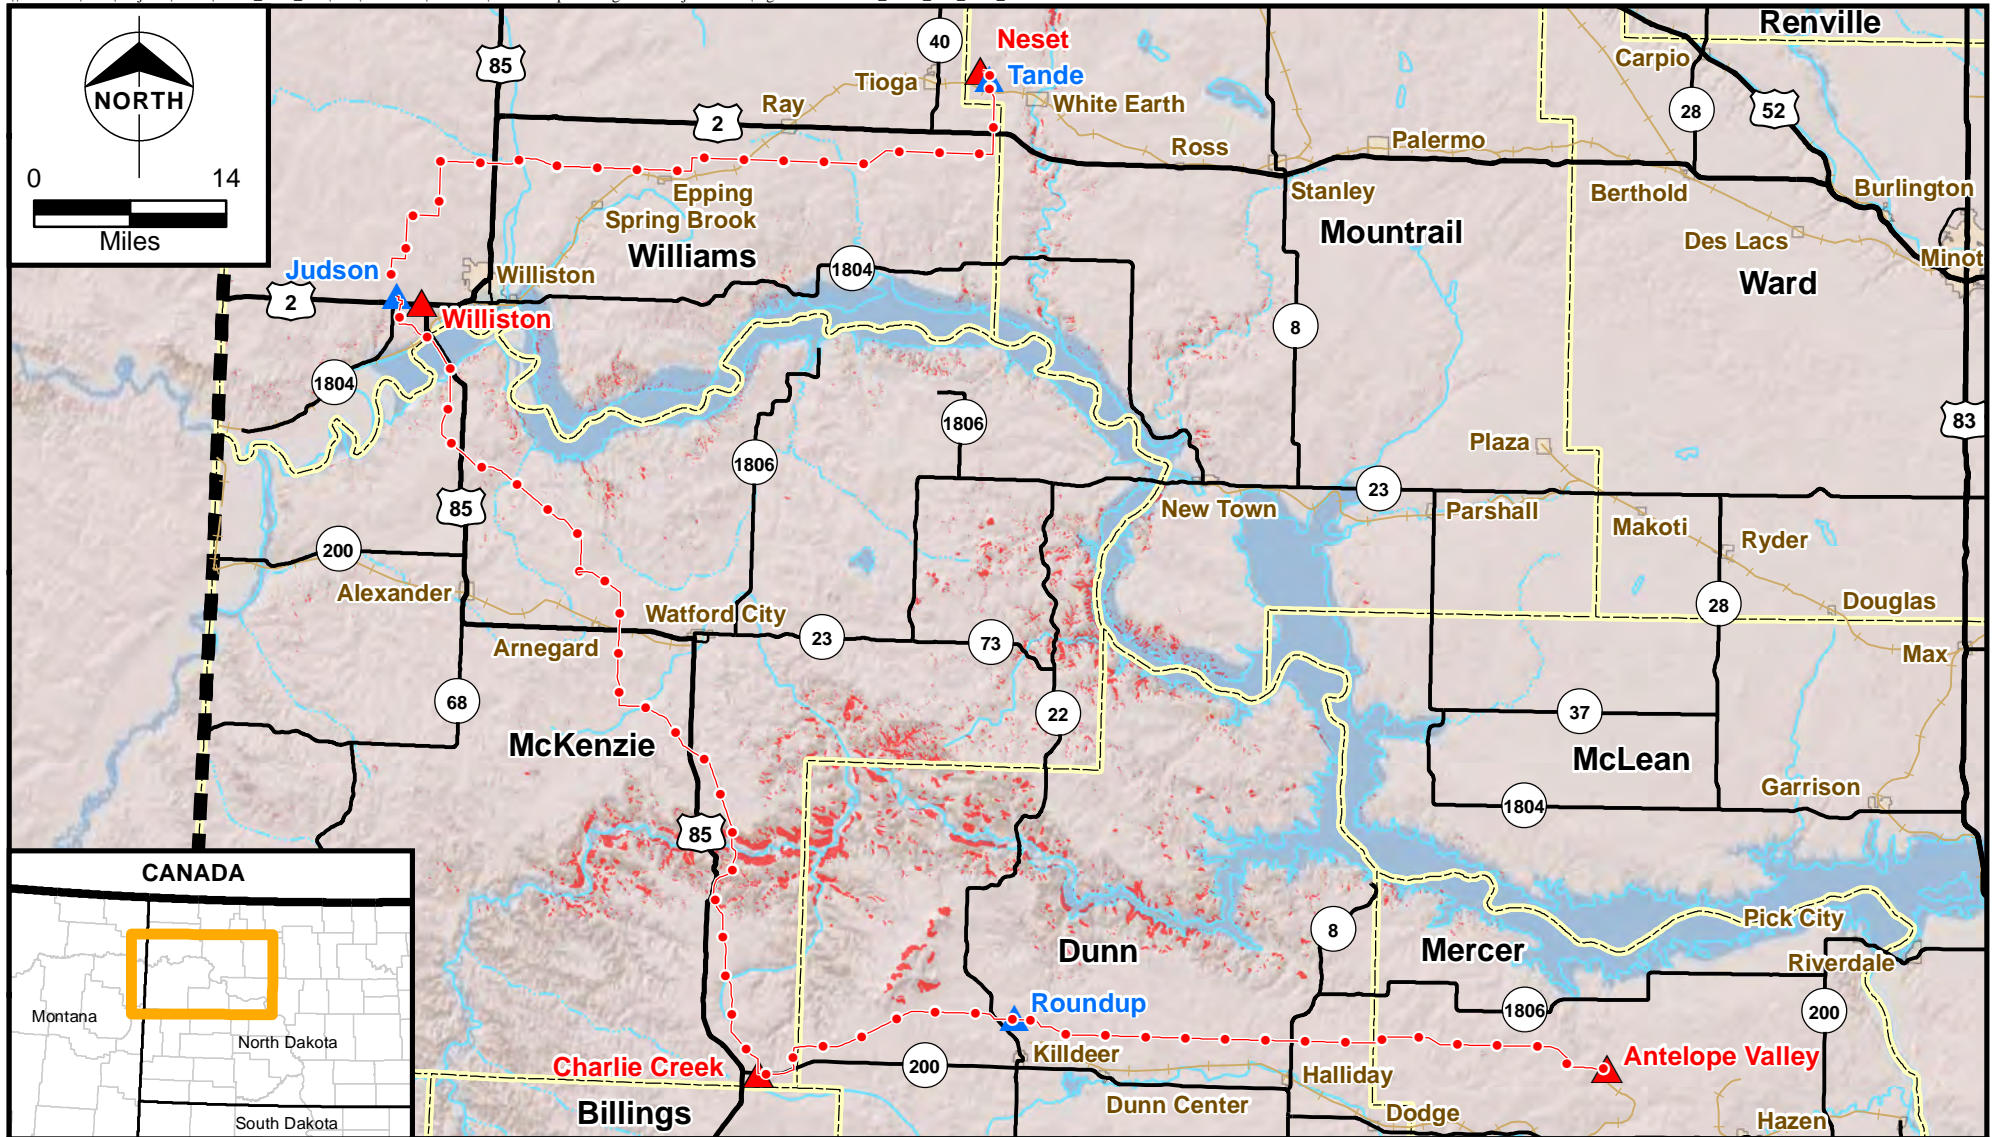 Renville
Neset
40
85
Carpio
Tioga
Tande
NORTH
Ray
White Earth
28
52
2
Ross
Palermo
0 14
Miles
Epping
Stanley
Berthold
Burlington
Spring Brook
Mountrail
Des Lacs
Williams
Minot
Judson
Williston
1804
Ward
2
Williston
8
1804
1806
83
Plaza
1806
85
23
New Town
Parshall
Makoti
200
Ryder
Alexander
Watford City
28
Douglas
Arnegard
23
73
Max
68
22
37
McKenzie
McLean
Garrison
1804
85
CANADA
Pick City
8
Dunn
Mercer
Riverdale
Montana
Roundup
1806
200
North Dakota
Charlie Creek
200
Killdeer
Antelope Valley
Halliday
Billings
Dunn Center
Dodge
Hazen
South Dakota